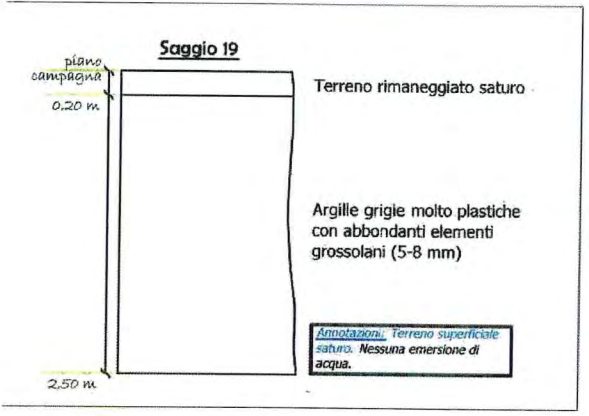 Saggio 19
piano
campagna
0.20 m
Terreno rimaneggiato saturo
Argille grigie molto plastiche
con abbondanti elementi
grossolani (5-8 mm)
Annotazioni: Terreno superficiale
saturo. Nessuna emersione di
acqua.
2.50 m